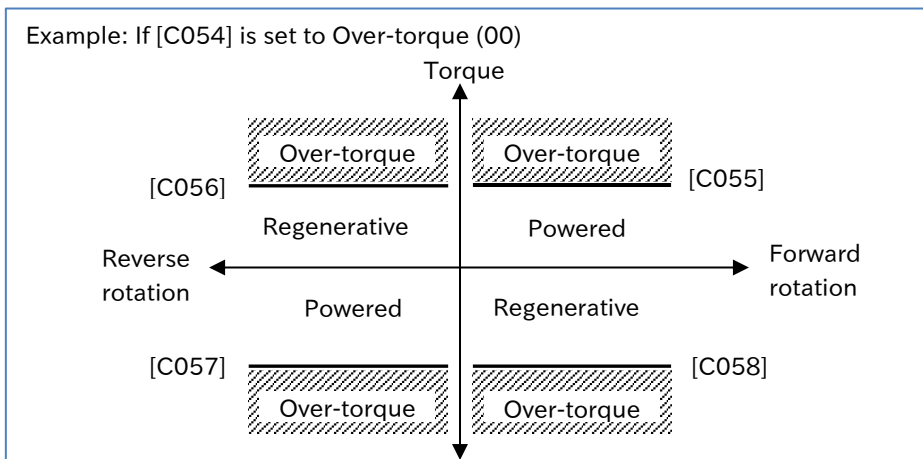 Example: If [C054] is set to Over-torque (00)
Torque
Over-torque
Over-torque
[C056]
[C055]
Regenerative
Powered
Reverse
rotation
Forward
rotation
Powered
Regenerative
[C057]
[C058]
Over-torque
Over-torque